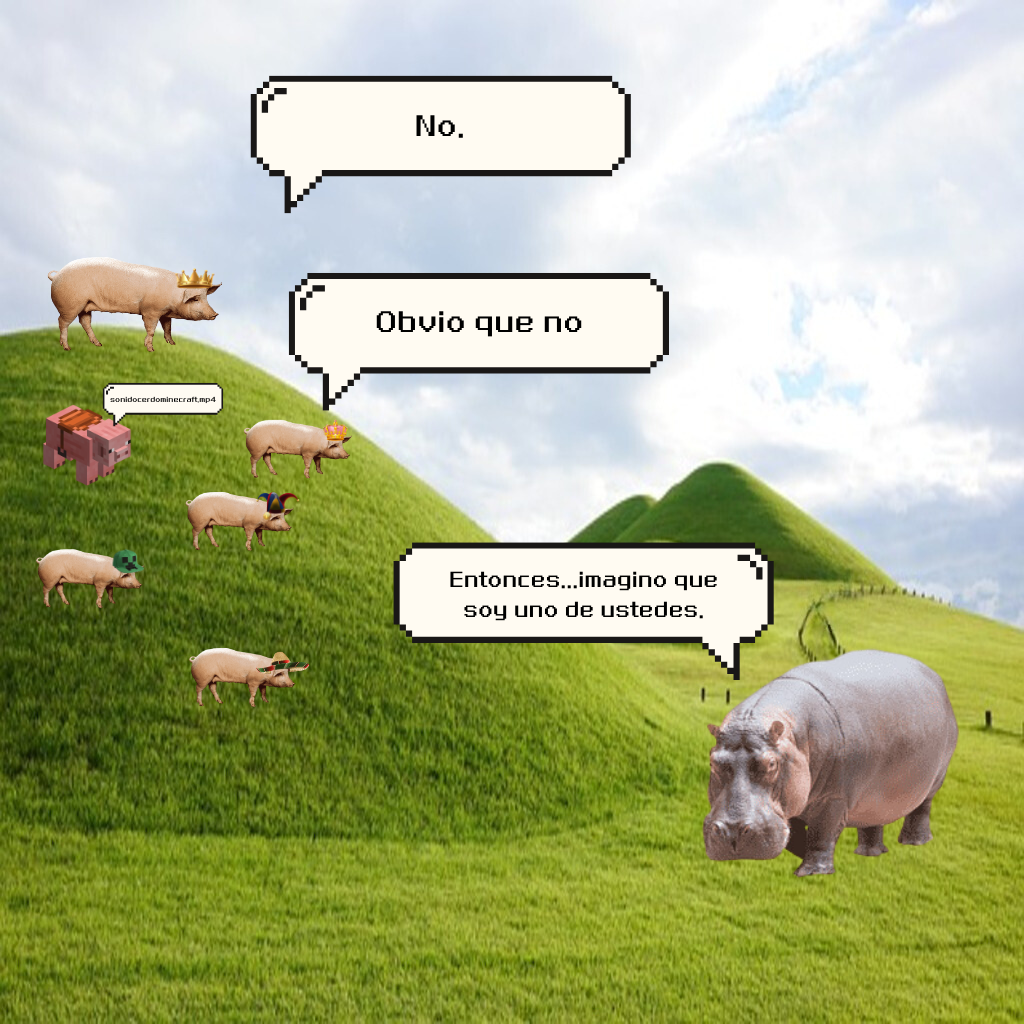 No.
Obvio que no
sonidocerdominecraft.mp4
Entonces...imagino que
soy uno de ustedes.